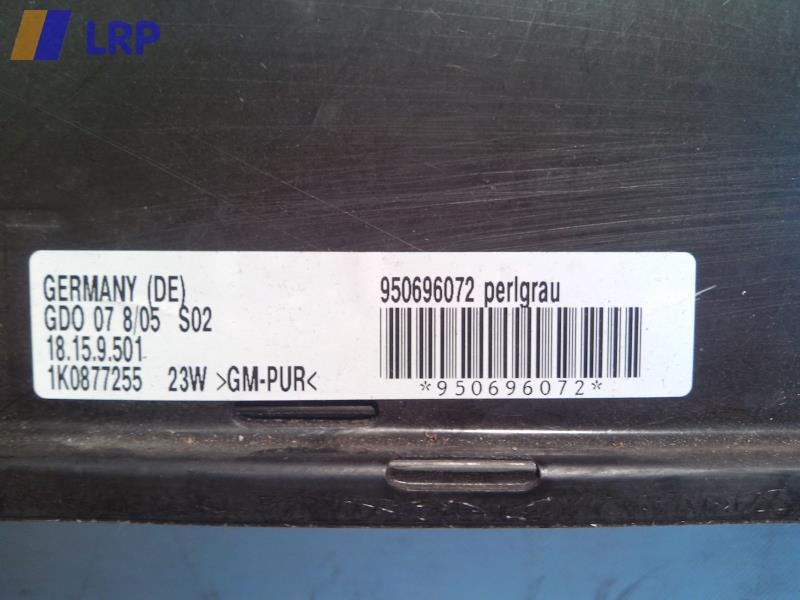 LRP
GERMANY (DE)
GDO 07 8/05 S02
18.15.9.501
1K0877255 23W >GM-PUR<
950696072 perlgrau
*950696072*